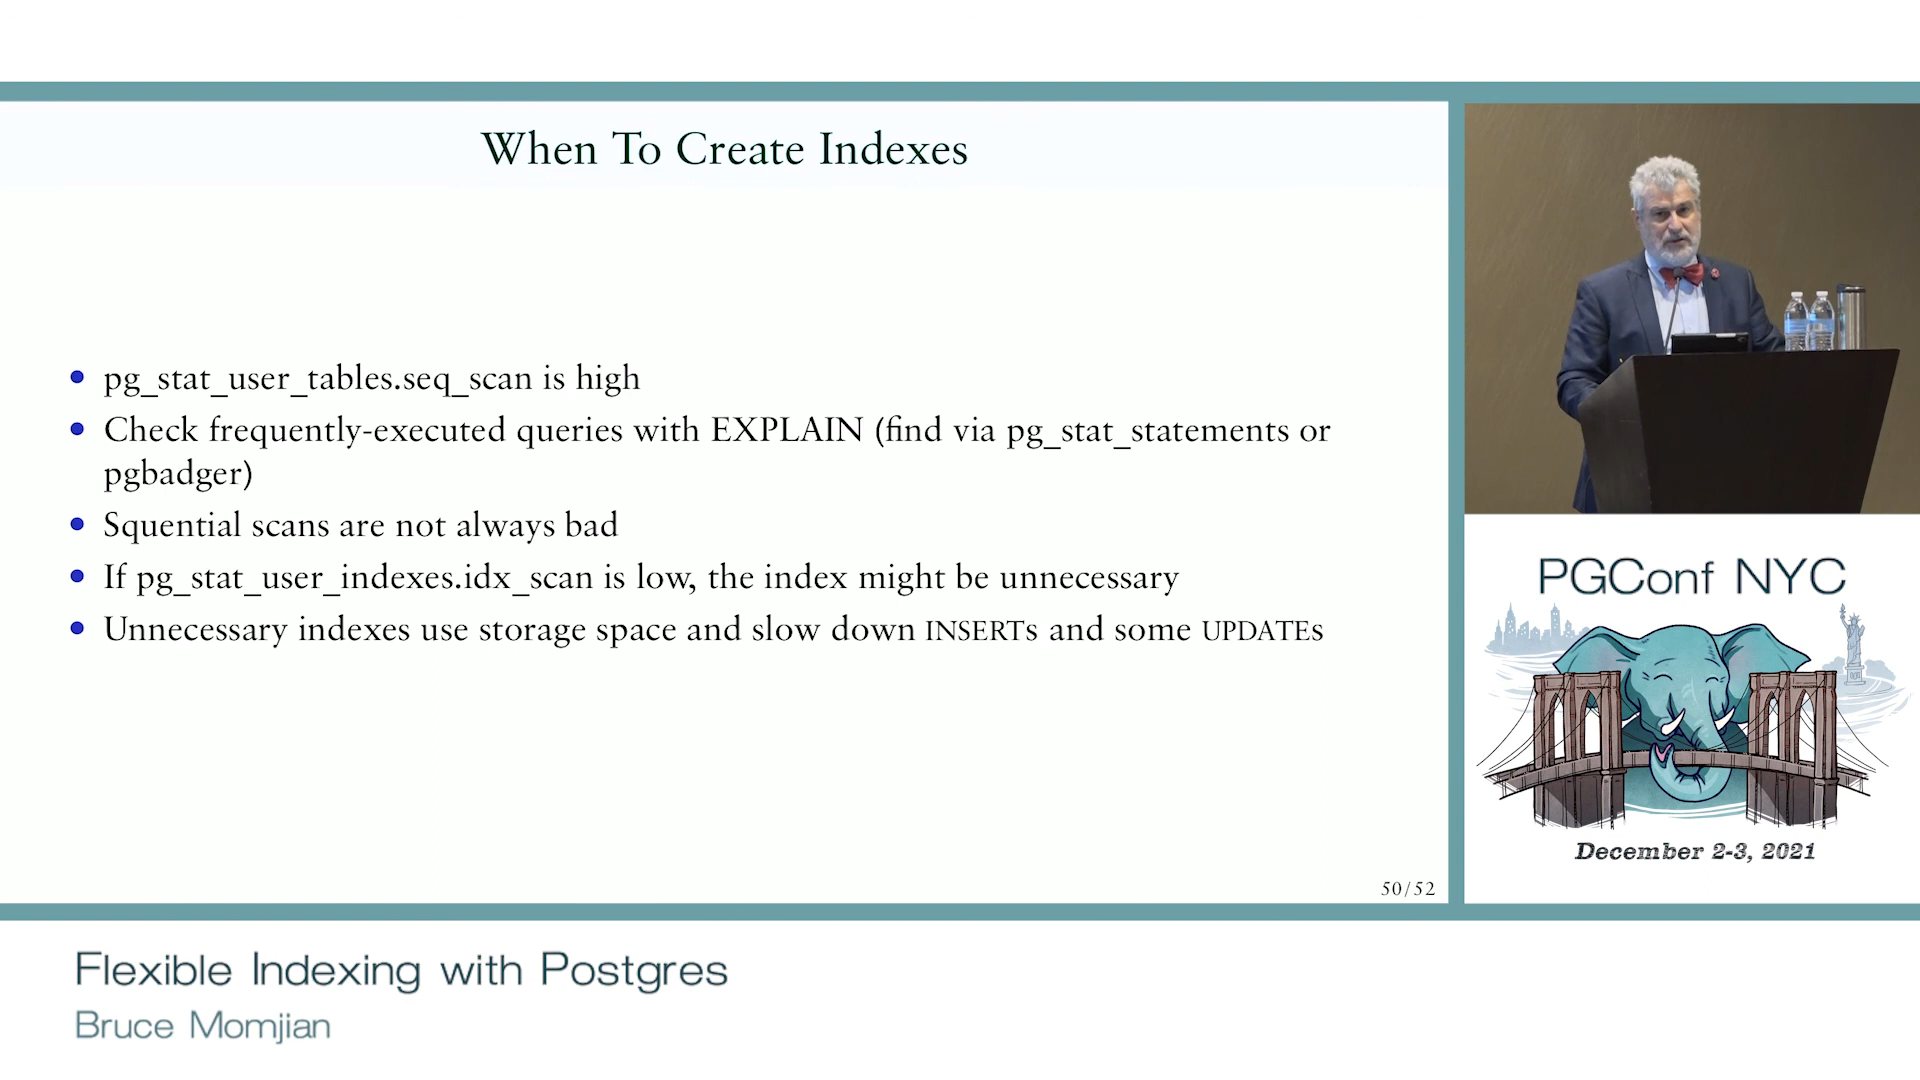 When To Create Indexes
• pg_stat_user_tables.seq_scan is high
• Check frequently-executed queries with EXPLAIN (find via pg_stat_statements or
pgbadger)
• Squential scans are not always bad
• If pg_stat_user_indexes.idx_scan is low, the index might be unnecessary
• Unnecessary indexes use storage space and slow down INSERTs and some UPDATEs
50/52
PGConf NYC
December 2-3, 2021
Flexible Indexing with Postgres
Bruce Momjian